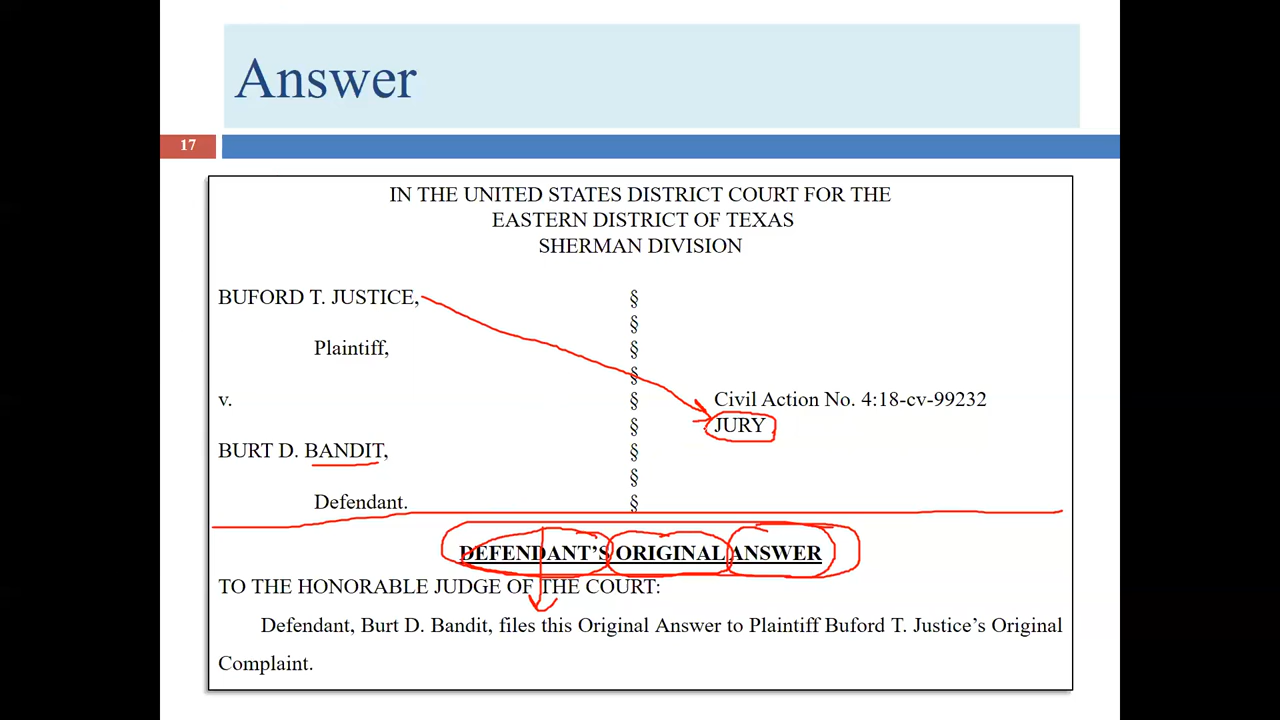 Answer
17
IN THE UNITED STATES DISTRICT COURT FOR THE
EASTERN DISTRICT OF TEXAS
SHERMAN DIVISION
BUFORD T. JUSTICE, §
§
Plaintiff, §
§
v. § Civil Action No. 4:18-cv-99232
§ JURY
BURT D. BANDIT, §
§
Defendant. §
DEFENDANT'S ORIGINAL ANSWER
TO THE HONORABLE JUDGE OF THE COURT:
Defendant, Burt D. Bandit, files this Original Answer to Plaintiff Buford T. Justice's Original
Complaint.